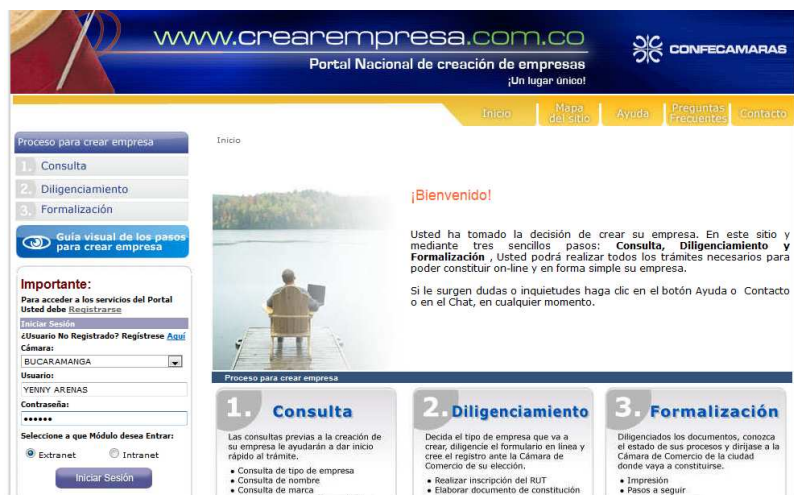 www.crearempresa.com.co
Portal Nacional de creación de empresas
¡Un lugar único!
CONFECAMARAS
Inicio
Mapa
del sitio
Ayuda
Preguntas
Frecuentes
Contacto
Proceso para crear empresa
1. Consulta
2. Diligenciamiento
3. Formalización
Guía visual de los pasos
para crear empresa
Importante:
Para acceder a los servicios del Portal
Usted debe Registrarse
Iniciar Sesión
¿Usuario No Registrado? Regístrese Aquí
Cámara:
BUCARAMANGA
Usuario:
YENNY ARENAS
Contraseña:
••••••
Seleccione a que Módulo desea Entrar:
Extranet
Intranet
Iniciar Sesión
Inicio
¡Bienvenido!
Usted ha tomado la decisión de crear su empresa. En este sitio y
mediante tres sencillos pasos: Consulta, Diligenciamiento y
Formalización , Usted podrá realizar todos los trámites necesarios para
poder constituir on-line y en forma simple su empresa.
Si le surgen dudas o inquietudes haga clic en el botón Ayuda o Contacto
o en el Chat, en cualquier momento.
Proceso para crear empresa
1. Consulta
Las consultas previas a la creación de
su empresa le ayudarán a dar inicio
rápido al trámite.
• Consulta de tipo de empresa
• Consulta de nombre
• Consulta de marca
2. Diligenciamiento
Decida el tipo de empresa que va a
crear, diligencie el formulario en línea y
cree el registro ante la Cámara de
Comercio de su elección.
• Realizar inscripción del RUT
• Elaborar documento de constitución
3. Formalización
Diligenciados los documentos, conozca
el estado de sus procesos y diríjase a la
Cámara de Comercio de la ciudad
donde vaya a constituirse.
• Impresión
• Pasos a seguir